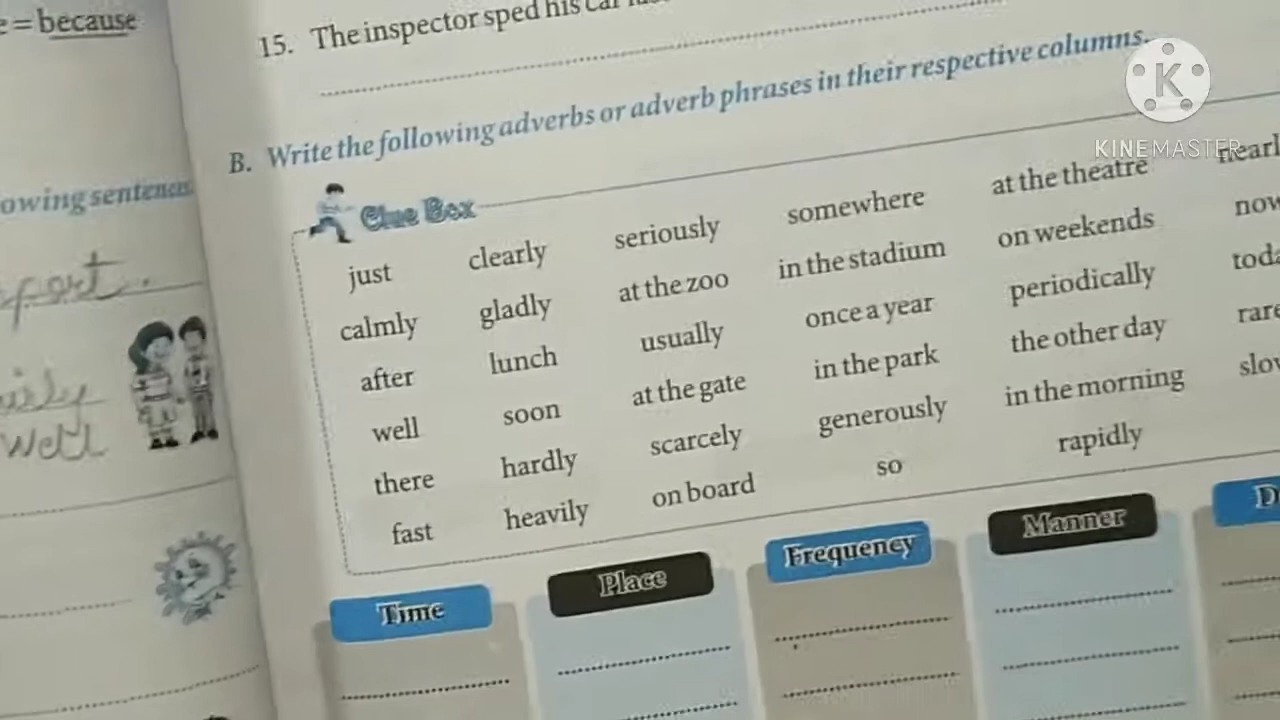 = because
15. The inspector sped his car
B. Write the following adverbs or adverb phrases in their respective columns.
KINEMASTER
owing sentences
Clue Box
just clearly seriously somewhere at the theatre
calmly gladly at the zoo in the stadium on weekends now
after lunch usually once a year periodically
well soon at the gate in the park the other day
there hardly scarcely generously in the morning
fast heavily on board so rapidly
well
Time Place Frequency Manner